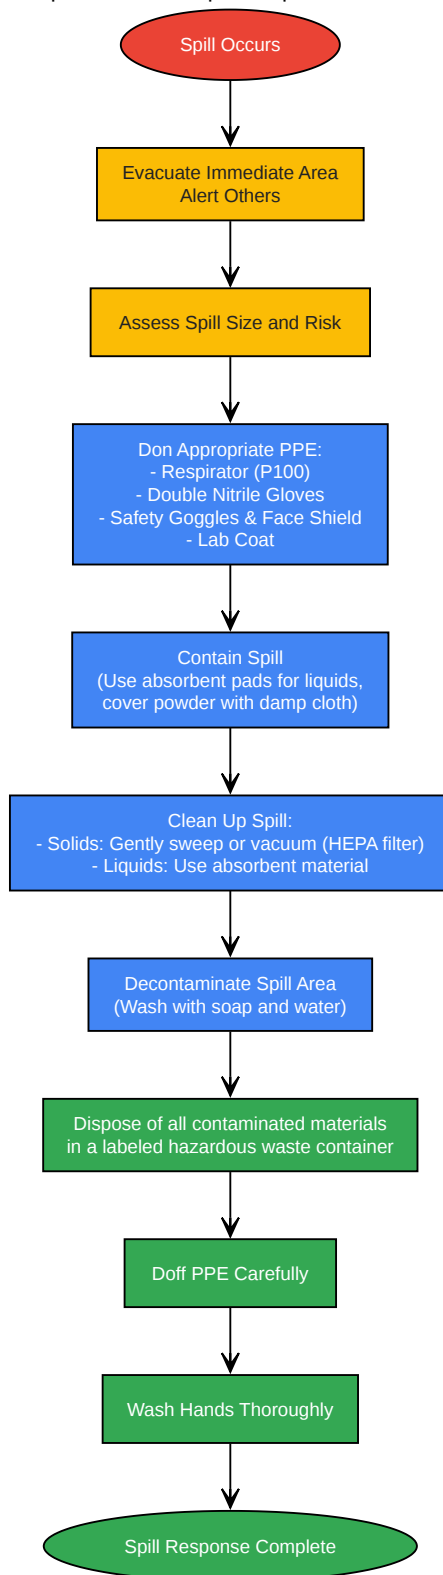 Spill Occurs
Evacuate Immediate Area
Alert Others
Assess Spill Size and Risk
Don Appropriate PPE:
- Respirator (P100)
- Double Nitrile Gloves
- Safety Goggles & Face Shield
- Lab Coat
Contain Spill
(Use absorbent pads for liquids,
cover powder with damp cloth)
Clean Up Spill:
- Solids: Gently sweep or vacuum (HEPA filter)
- Liquids: Use absorbent material
Decontaminate Spill Area
(Wash with soap and water)
Dispose of all contaminated materials
in a labeled hazardous waste container
Doff PPE Carefully
Wash Hands Thoroughly
Spill Response Complete